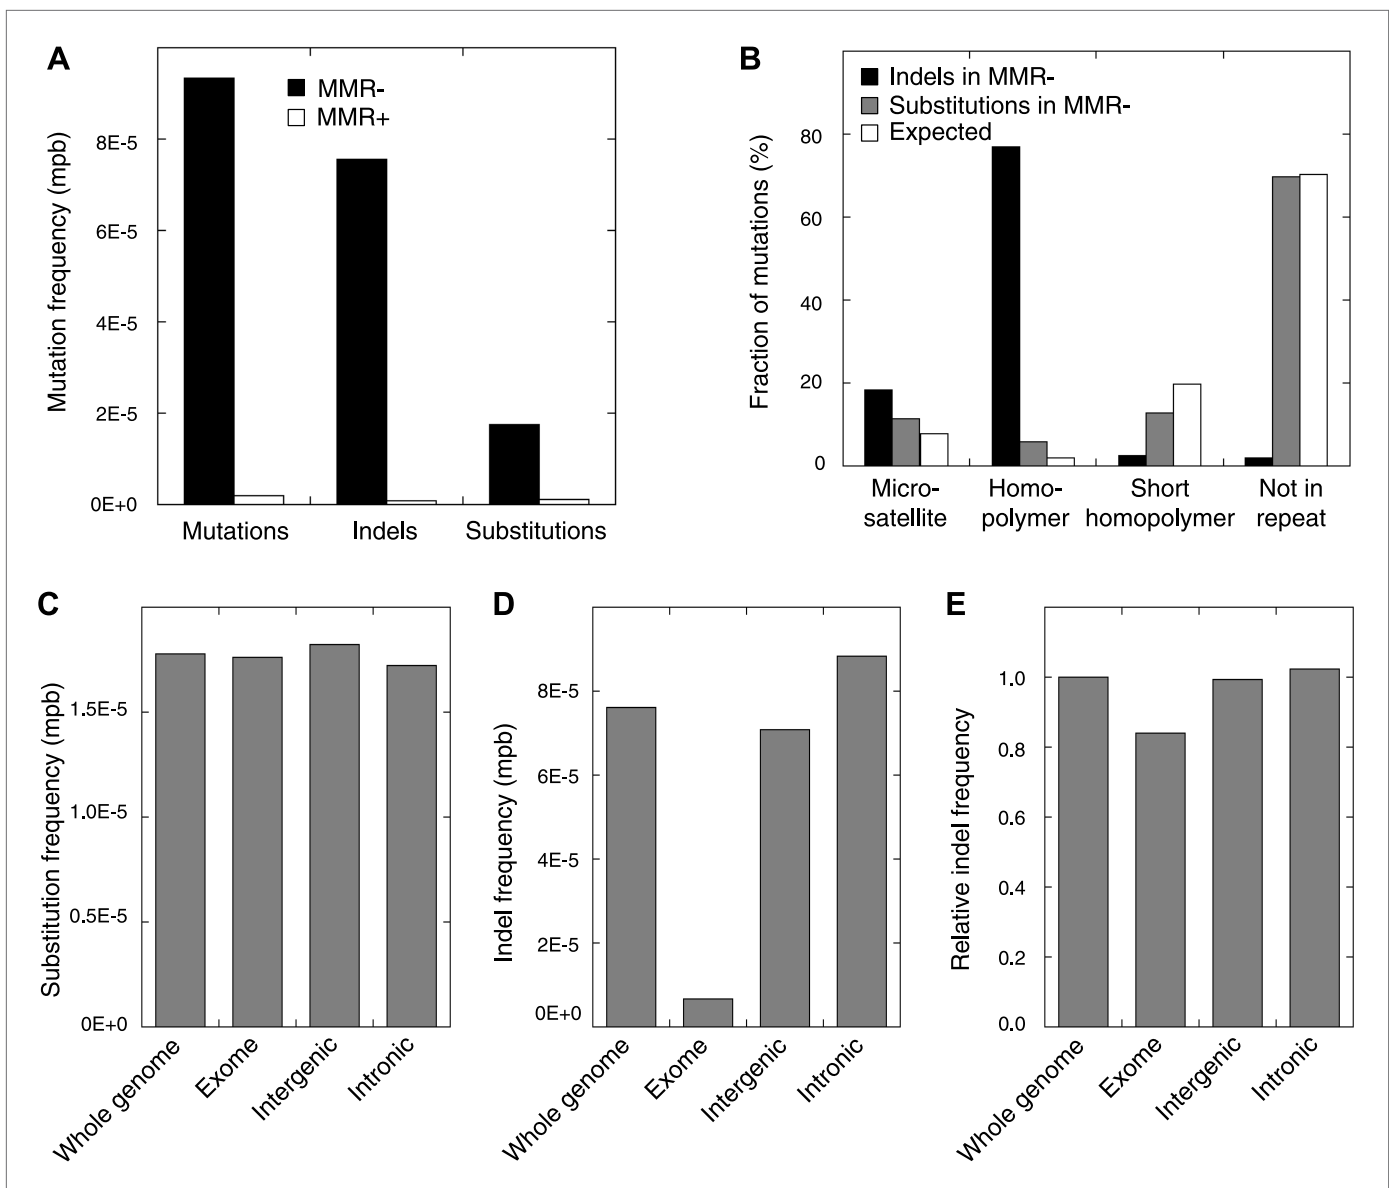 A
MMR-
MMR+
Mutation frequency (mpb)
8E-5
6E-5
4E-5
2E-5
0E+0
Mutations Indels Substitutions
B
Indels in MMR-
Substitutions in MMR-
Expected
Fraction of mutations (%)
80
60
40
20
0
Micro-
satellite
Homo-
polymer
Short
homopolymer
Not in
repeat
C
Substitution frequency (mpb)
1.5E-5
1.0E-5
0.5E-5
0E+0
Whole genome
Exome
Intergenic
Intronic
D
Indel frequency (mpb)
8E-5
6E-5
4E-5
2E-5
0E+0
Whole genome
Exome
Intergenic
Intronic
E
Relative indel frequency
1.0
0.8
0.6
0.4
0.2
0.0
Whole genome
Exome
Intergenic
Intronic